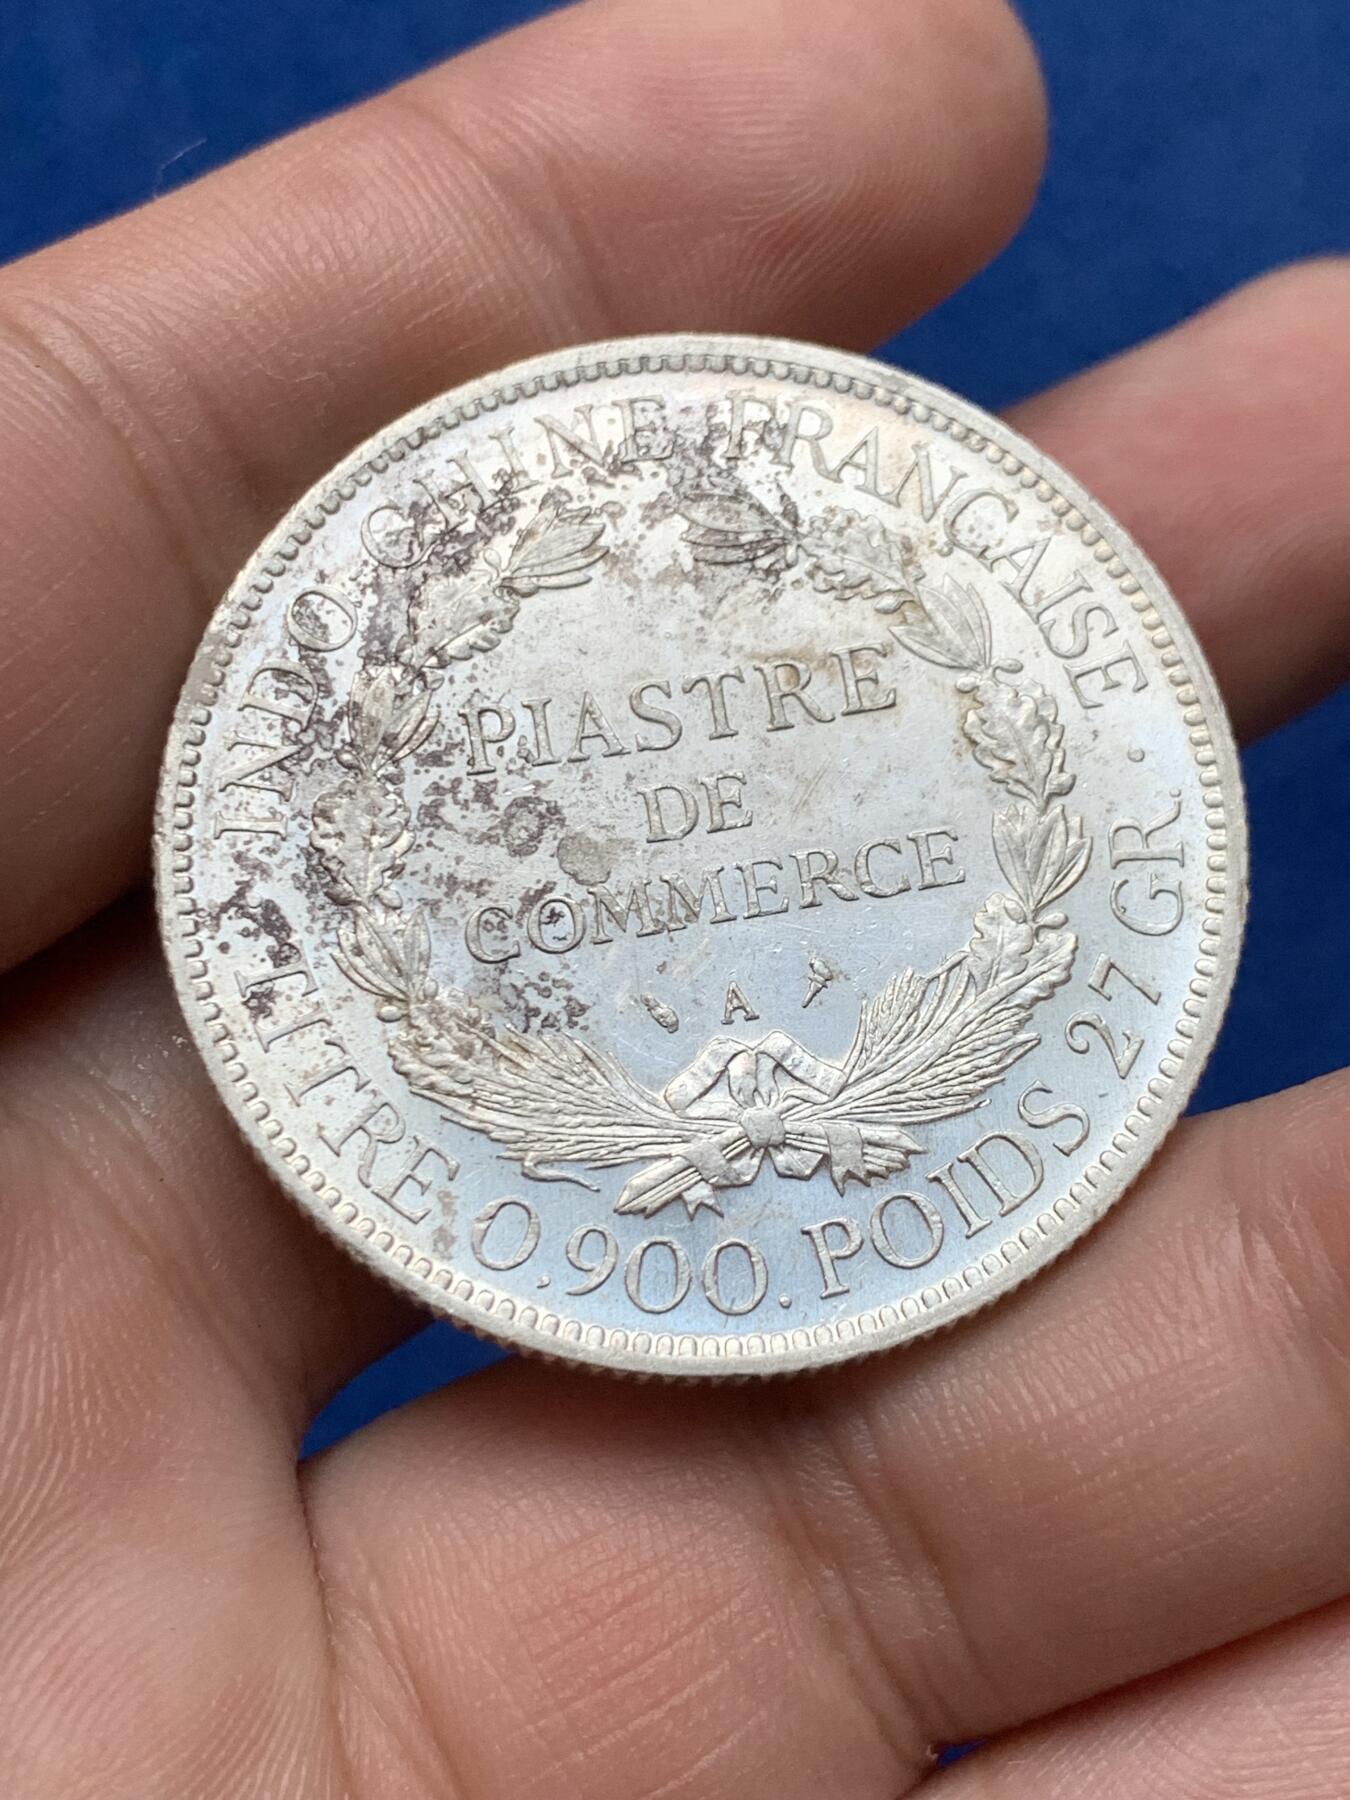 INDO-CHINE FRANÇAISE
PIASTRE
DE
COMMERCE
A
TITRE 0,900. POIDS 27 GR.